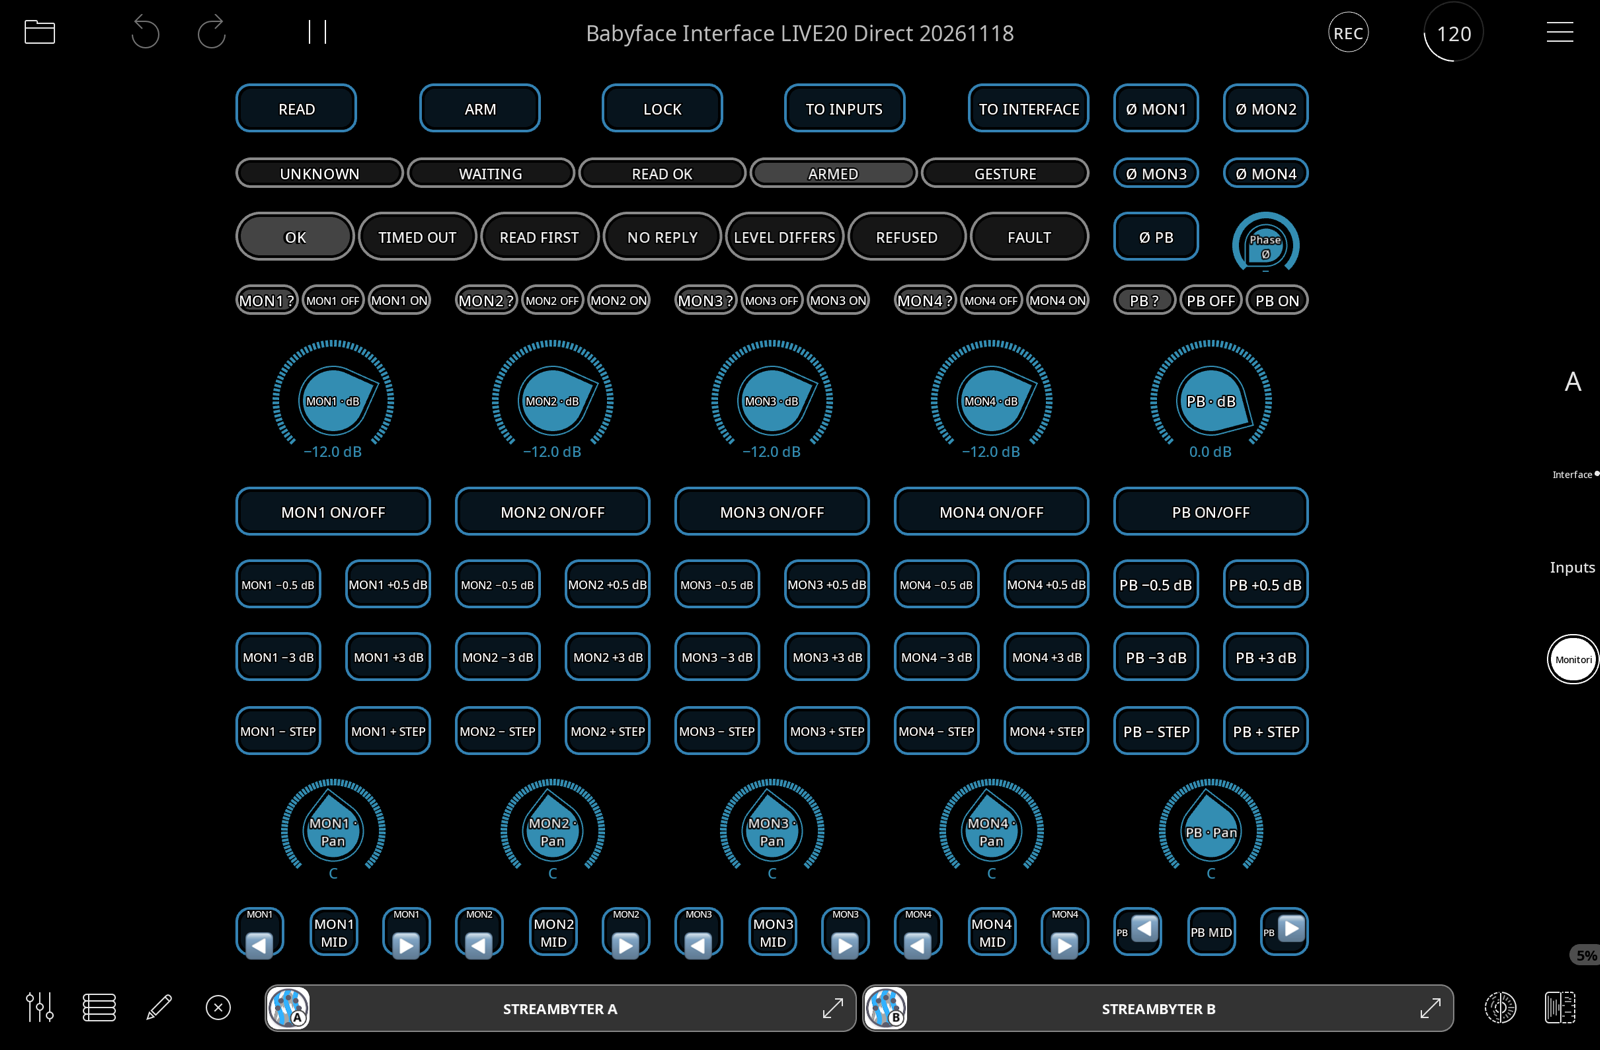 Babyface Interface LIVE20 Direct 20261118
REC
120
READ
ARM
LOCK
TO INPUTS
TO INTERFACE
Ø MON1
Ø MON2
UNKNOWN
WAITING
READ OK
ARMED
GESTURE
Ø MON3
Ø MON4
OK
TIMED OUT
READ FIRST
NO REPLY
LEVEL DIFFERS
REFUSED
FAULT
Ø PB
Phase
Ø
–
MON1 ?
MON1 OFF
MON1 ON
MON2 ?
MON2 OFF
MON2 ON
MON3 ?
MON3 OFF
MON3 ON
MON4 ?
MON4 OFF
MON4 ON
PB ?
PB OFF
PB ON
MON1 · dB
MON2 · dB
MON3 · dB
MON4 · dB
PB · dB
−12.0 dB
−12.0 dB
−12.0 dB
−12.0 dB
0.0 dB
A
Interface
MON1 ON/OFF
MON2 ON/OFF
MON3 ON/OFF
MON4 ON/OFF
PB ON/OFF
Inputs
MON1 −0.5 dB
MON1 +0.5 dB
MON2 −0.5 dB
MON2 +0.5 dB
MON3 −0.5 dB
MON3 +0.5 dB
MON4 −0.5 dB
MON4 +0.5 dB
PB −0.5 dB
PB +0.5 dB
MON1 −3 dB
MON1 +3 dB
MON2 −3 dB
MON2 +3 dB
MON3 −3 dB
MON3 +3 dB
MON4 −3 dB
MON4 +3 dB
PB −3 dB
PB +3 dB
Monitori
MON1 − STEP
MON1 + STEP
MON2 − STEP
MON2 + STEP
MON3 − STEP
MON3 + STEP
MON4 − STEP
MON4 + STEP
PB − STEP
PB + STEP
MON1 ·
Pan
MON2 ·
Pan
MON3 ·
Pan
MON4 ·
Pan
PB · Pan
C
C
C
C
C
MON1
◀
MON1
MID
MON1
▶
MON2
◀
MON2
MID
MON2
▶
MON3
◀
MON3
MID
MON3
▶
MON4
◀
MON4
MID
MON4
▶
PB ◀
PB MID
PB ▶
5%
A
STREAMBYTER A
B
STREAMBYTER B